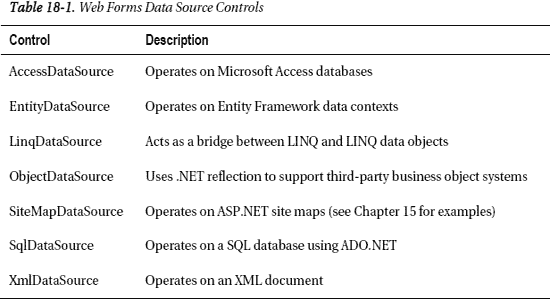 Table 18-1. Web Forms Data Source Controls
Control Description
AccessDataSource Operates on Microsoft Access databases
EntityDataSource Operates on Entity Framework data contexts
LinqDataSource Acts as a bridge between LINQ and LINQ data objects
ObjectDataSource Uses .NET reflection to support third-party business object systems
SiteMapDataSource Operates on ASP.NET site maps (see Chapter 15 for examples)
SqlDataSource Operates on a SQL database using ADO.NET
XmlDataSource Operates on an XML document